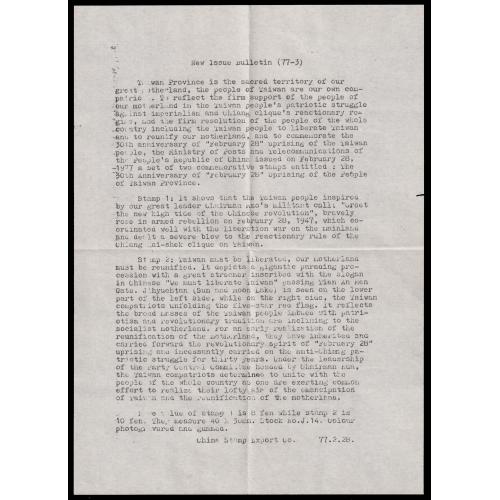 New Issue Bulletin (77-3)
Taiwan Province is the sacred territory of our
great motherland, the people of Taiwan are our own com-
patrio . To reflect the firm support of the people of
our motherland in the Taiwan people's patriotic struggle
against imperialism and Chiang clique's reactionary re-
gime, and the firm resolution of the people of the whole
country including the Taiwan people to liberate Taiwan
and to reunify our motherland, and to commemorate the
30th anniversary of "February 28" uprising of the Taiwan
people, the Ministry of Posts and Telecommunications of
the People's Republic of China issued on February 28,
1977 a set of two commemorative stamps entitled: The
30th Anniversary of "February 28" Uprising of the People
of Taiwan Province.
Stamp 1: It shows that the Taiwan people inspired
by our great leader Chairman Mao's militant call: "Greet
the new high tide of the Chinese revolution", bravely
rose in armed rebellion on February 28, 1947, which co-
ordinated well with the liberation war on the mainland
and dealt a severe blow to the reactionary rule of the
Chiang Kai-shek clique on Taiwan.
Stamp 2: Taiwan must be liberated, our motherland
must be reunified. It depicts a gigantic parading pro-
cession with a great streamer inscribed with the slogan
in Chinese "We must liberate Taiwan" passing Tien An Men
Gate. Jihyuehtan (Sun and Moon Lake) is seen on the lower
part of the left side, while on the right side, the Taiwan
compatriots unfolding the five-star red flag. It reflects
the broad masses of the Taiwan people imbued with patri-
otism and revolutionary tradition are inclining to the
socialist motherland. For an early realization of the
reunification of the motherland, they have inherited and
carried forward the revolutionary spirit of "February 28"
uprising and incessantly carried on the anti-Chiang pa-
triotic struggle for thirty years. Under the leadership
of the Party Central Committee headed by Chairman Hua,
the Taiwan compatriots determined to unite with the
people of the whole country as one are exerting common
effort to realize their lofty aim of the emancipation
of Taiwan and the reunification of the motherland.
Face value of Stamp 1 is 8 fen while Stamp 2 is
10 fen. They measure 40 x 30mm. Stock No.J.14. Colour
photogravured and gummed.
China Stamp Export Co. 77.2.28.